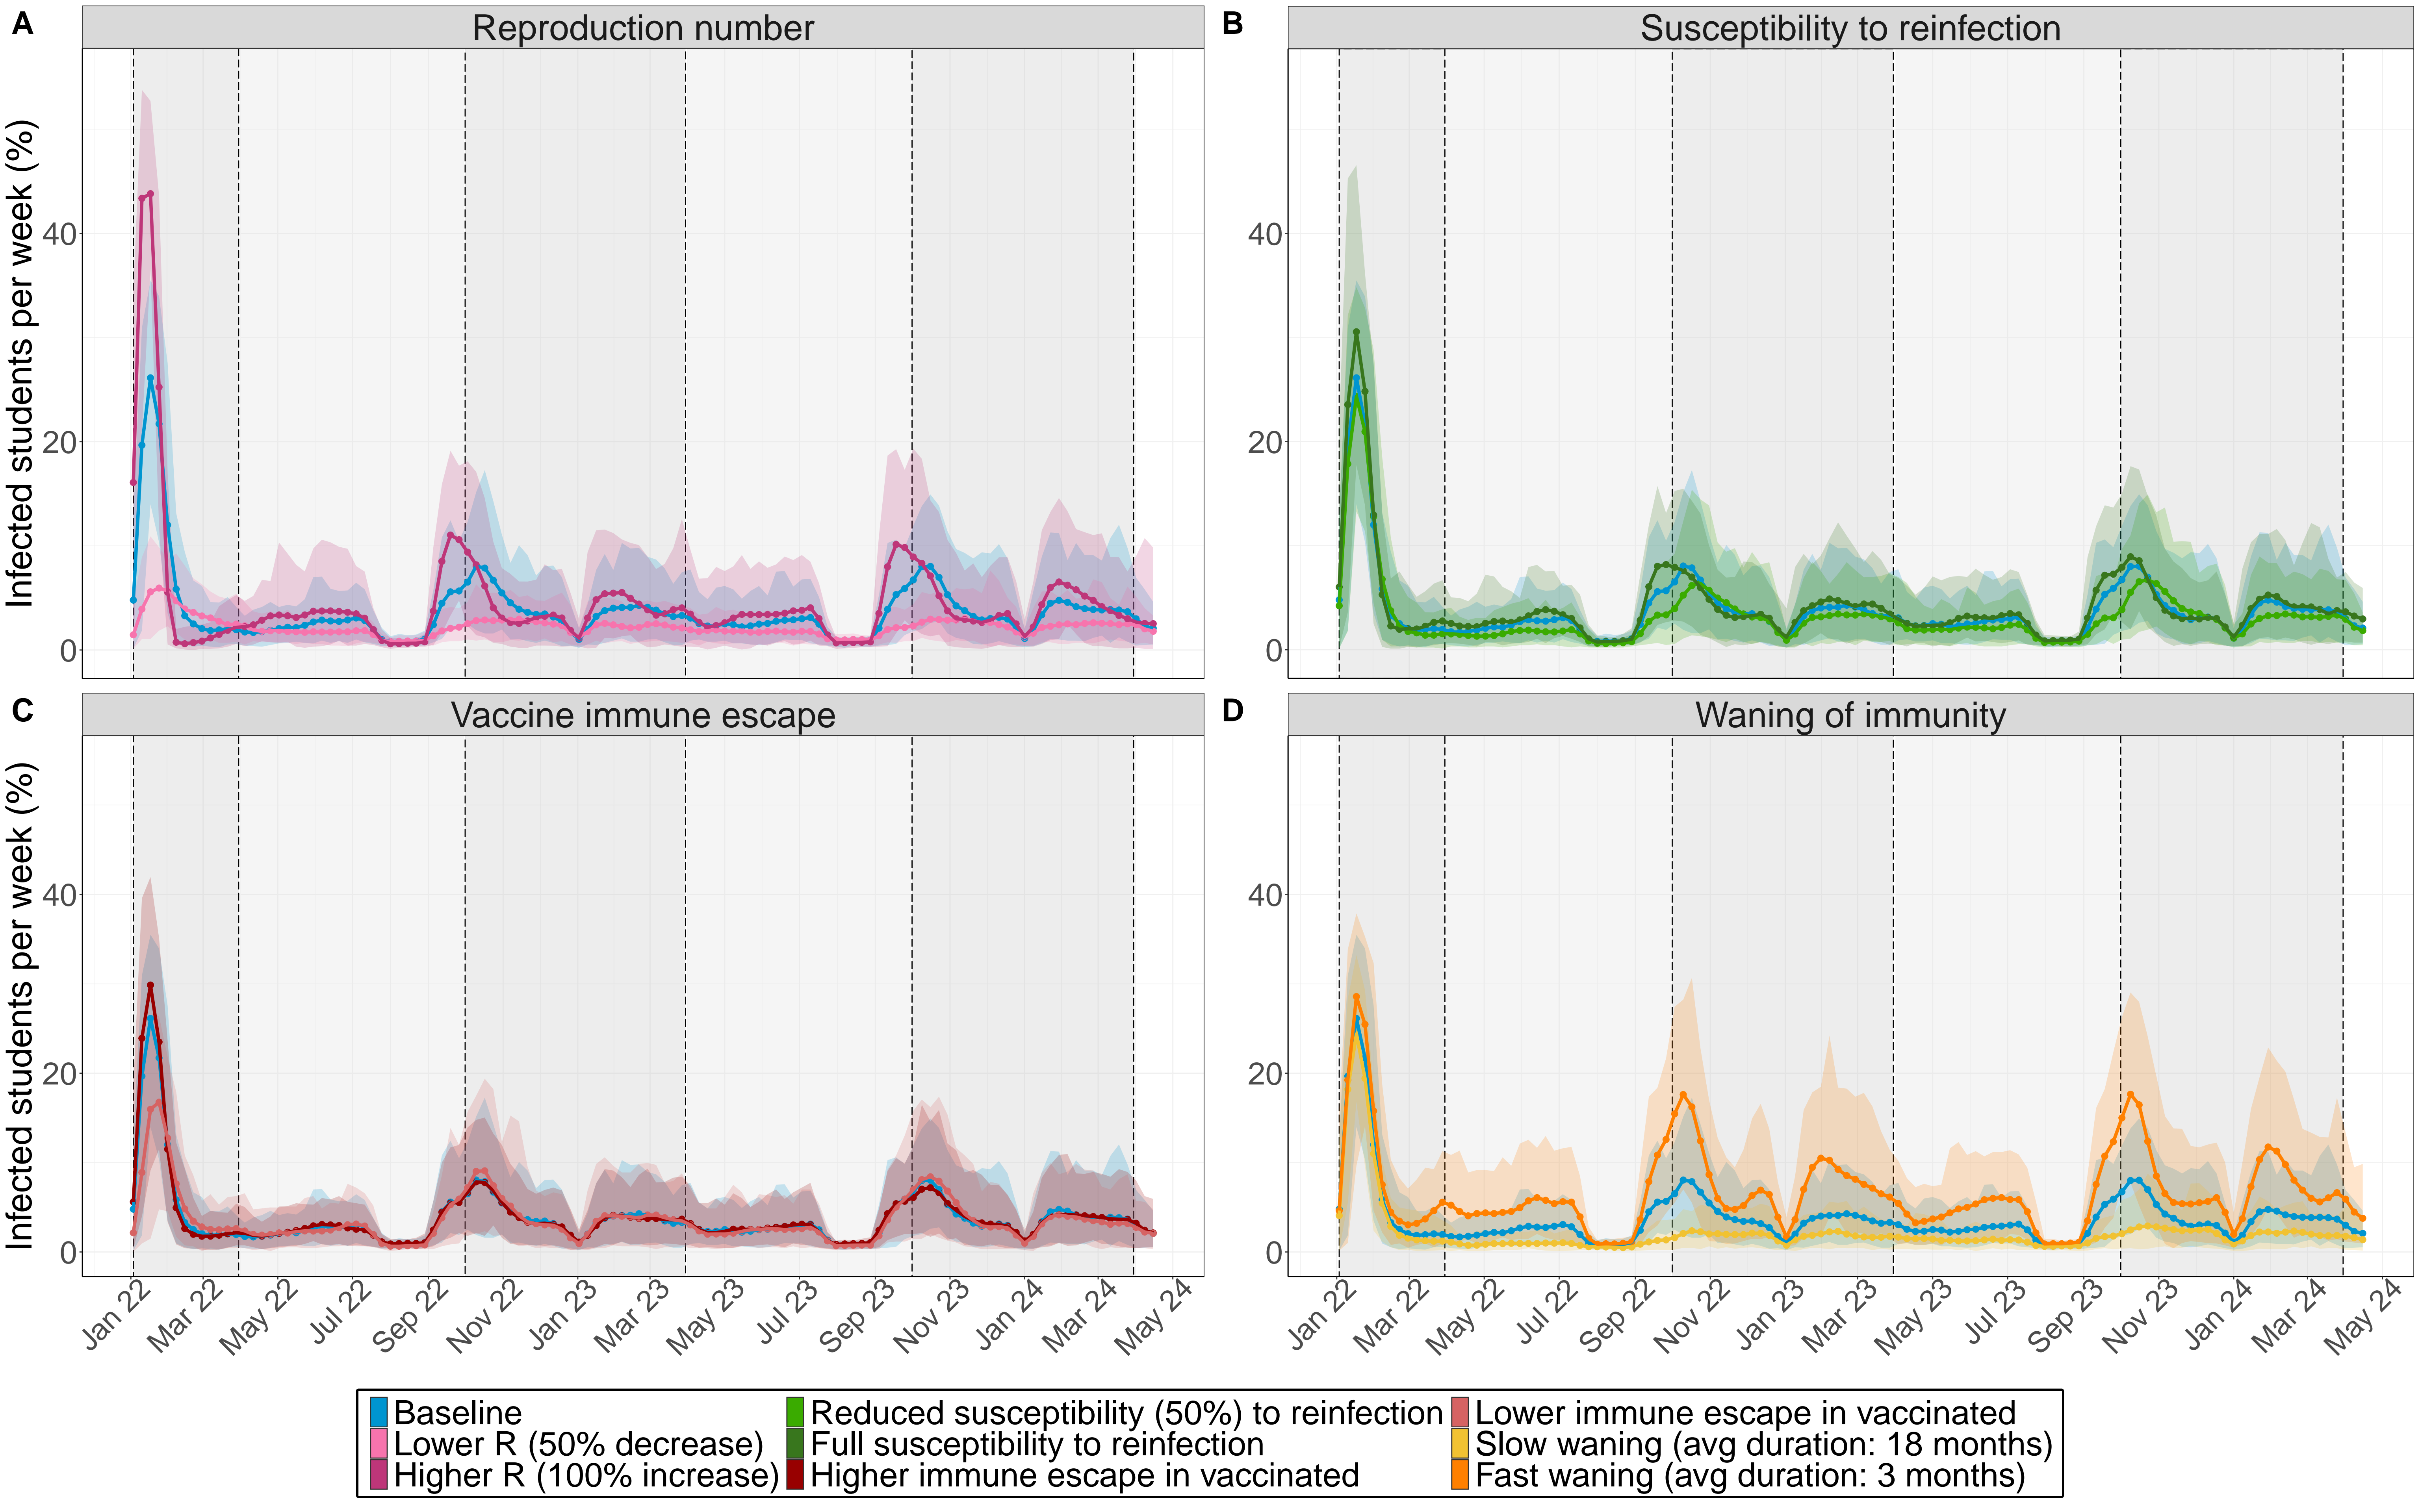 A
Reproduction number
B
Susceptibility to reinfection
Infected students per week (%)
40
20
0
40
20
0
C
Vaccine immune escape
D
Waning of immunity
Infected students per week (%)
40
20
0
40
20
0
Jan 22
Mar 22
May 22
Jul 22
Sep 22
Nov 22
Jan 23
Mar 23
May 23
Jul 23
Sep 23
Nov 23
Jan 24
Mar 24
May 24
Jan 22
Mar 22
May 22
Jul 22
Sep 22
Nov 22
Jan 23
Mar 23
May 23
Jul 23
Sep 23
Nov 23
Jan 24
Mar 24
May 24
Baseline
Lower R (50% decrease)
Higher R (100% increase)
Reduced susceptibility (50%) to reinfection
Full susceptibility to reinfection
Higher immune escape in vaccinated
Lower immune escape in vaccinated
Slow waning (avg duration: 18 months)
Fast waning (avg duration: 3 months)